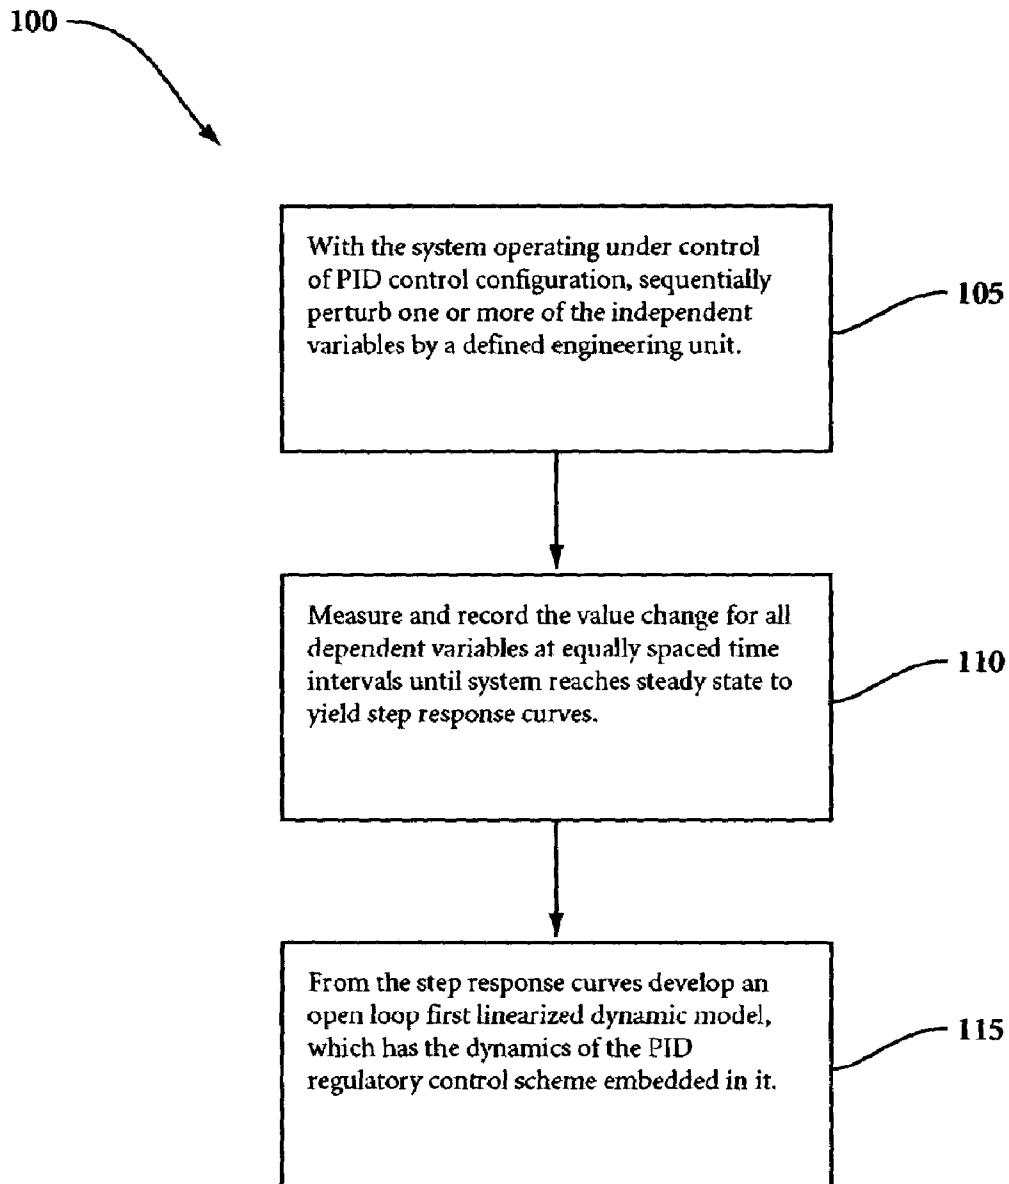 100
With the system operating under control
of PID control configuration, sequentially
perturb one or more of the independent
variables by a defined engineering unit.
105
Measure and record the value change for all
dependent variables at equally spaced time
intervals until system reaches steady state to
yield step response curves.
110
From the step response curves develop an
open loop first linearized dynamic model,
which has the dynamics of the PID
regulatory control scheme embedded in it.
115